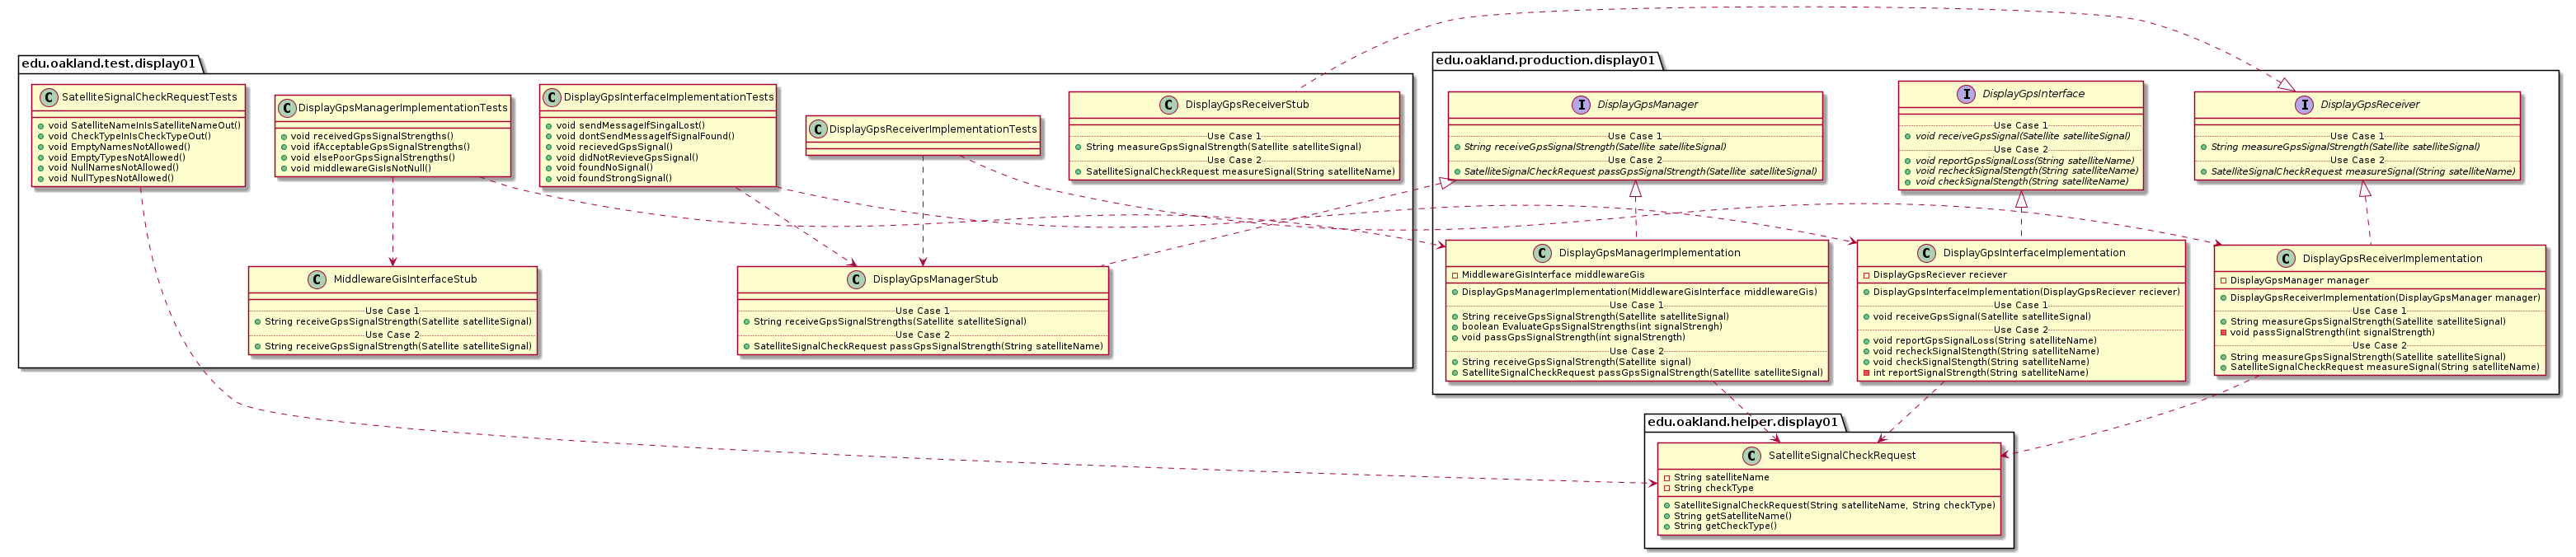 edu.oakland.test.display01
SatelliteSignalCheckRequestTests
void SatelliteNameInIsSatelliteNameOut()
void CheckTypeInIsCheckTypeOut()
void EmptyNamesNotAllowed()
void EmptyTypesNotAllowed()
void NullNamesNotAllowed()
void NullTypesNotAllowed()
DisplayGpsManagerImplementationTests
void receivedGpsSignalStrengths()
void ifAcceptableGpsSignalStrengths()
void elsePoorGpsSignalStrengths()
void middlewareGisIsNotNull()
DisplayGpsInterfaceImplementationTests
void sendMessageIfSingalLost()
void dontSendMessageIfSignalFound()
void recievedGpsSignal()
void didNotRevieveGpsSignal()
void foundNoSignal()
void foundStrongSignal()
DisplayGpsReceiverImplementationTests
DisplayGpsReceiverStub
Use Case 1
String measureGpsSignalStrength(Satellite satelliteSignal)
Use Case 2
SatelliteSignalCheckRequest measureSignal(String satelliteName)
MiddlewareGisInterfaceStub
Use Case 1
String receiveGpsSignalStrength(Satellite satelliteSignal)
Use Case 2
String receiveGpsSignalStrength(Satellite satelliteSignal)
DisplayGpsManagerStub
Use Case 1
String receiveGpsSignalStrengths(Satellite satelliteSignal)
Use Case 2
SatelliteSignalCheckRequest passGpsSignalStrength(String satelliteName)
edu.oakland.production.display01
DisplayGpsManager
Use Case 1
String receiveGpsSignalStrength(Satellite satelliteSignal)
Use Case 2
SatelliteSignalCheckRequest passGpsSignalStrength(Satellite satelliteSignal)
DisplayGpsInterface
Use Case 1
void receiveGpsSignal(Satellite satelliteSignal)
Use Case 2
void reportGpsSignalLoss(String satelliteName)
void recheckSignalStength(String satelliteName)
void checkSignalStength(String satelliteName)
DisplayGpsReceiver
Use Case 1
String measureGpsSignalStrength(Satellite satelliteSignal)
Use Case 2
SatelliteSignalCheckRequest measureSignal(String satelliteName)
DisplayGpsManagerImplementation
MiddlewareGisInterface middlewareGis
DisplayGpsManagerImplementation(MiddlewareGisInterface middlewareGis)
Use Case 1
String receiveGpsSignalStrength(Satellite satelliteSignal)
boolean EvaluateGpsSignalStrengths(int signalStrengh)
void passGpsSignalStrength(int signalStrength)
Use Case 2
String receiveGpsSignalStrength(Satellite signal)
SatelliteSignalCheckRequest passGpsSignalStrength(Satellite satelliteSignal)
DisplayGpsInterfaceImplementation
DisplayGpsReciever reciever
DisplayGpsInterfaceImplementation(DisplayGpsReciever reciever)
Use Case 1
void receiveGpsSignal(Satellite satelliteSignal)
Use Case 2
void reportGpsSignalLoss(String satelliteName)
void recheckSignalStength(String satelliteName)
void checkSignalStength(String satelliteName)
int reportSignalStrength(String satelliteName)
DisplayGpsReceiverImplementation
DisplayGpsManager manager
DisplayGpsReceiverImplementation(DisplayGpsManager manager)
Use Case 1
String measureGpsSignalStrength(Satellite satelliteSignal)
void passSignalStrength(int signalStrength)
Use Case 2
String measureGpsSignalStrength(Satellite satelliteSignal)
SatelliteSignalCheckRequest measureSignal(String satelliteName)
edu.oakland.helper.display01
SatelliteSignalCheckRequest
String satelliteName
String checkType
SatelliteSignalCheckRequest(String satelliteName, String checkType)
String getSatelliteName()
String getCheckType()